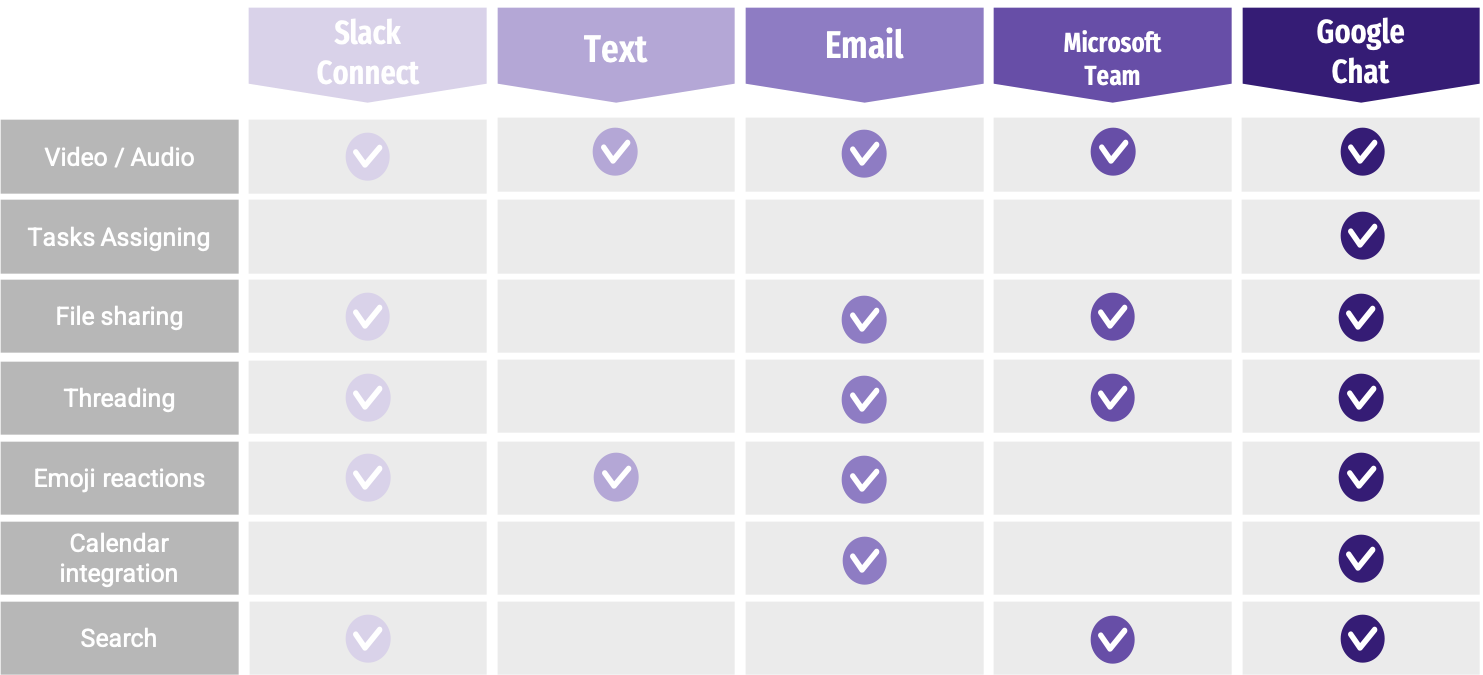 Slack
Connect
Text
Email
Microsoft
Team
Google
Chat
Video / Audio
Tasks Assigning
File sharing
Threading
Emoji reactions
Calendar
integration
Search